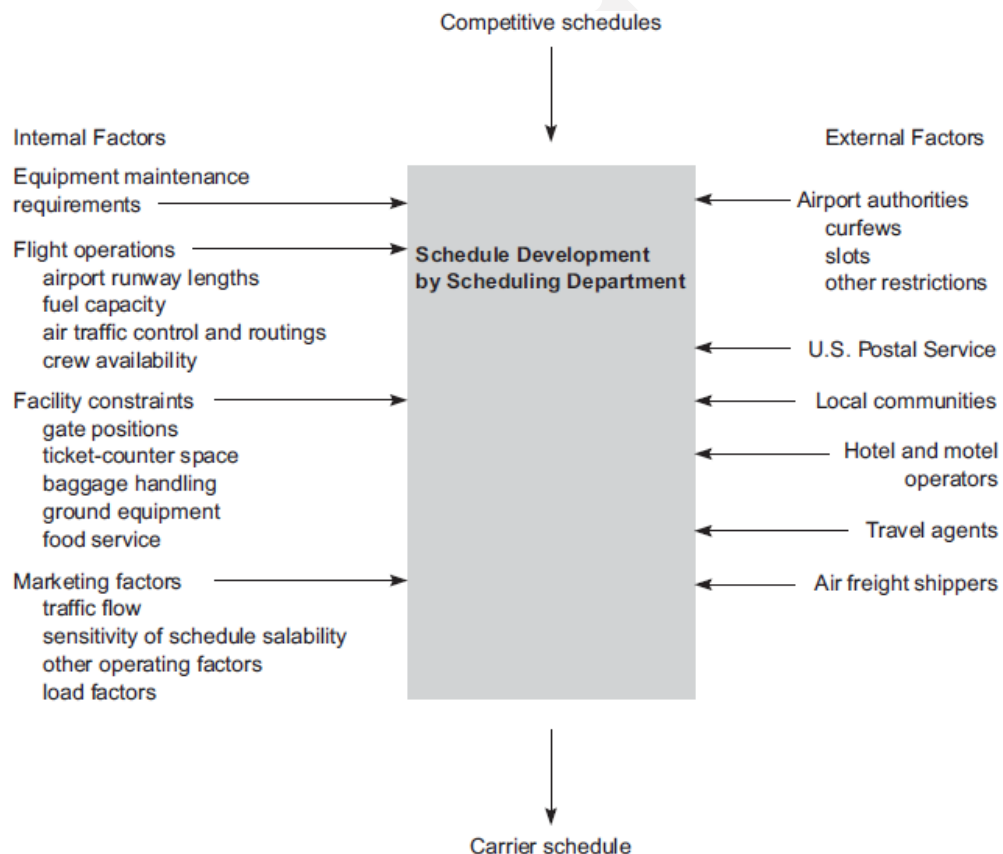 Competitive schedules
Internal Factors
Equipment maintenance
requirements
Flight operations
airport runway lengths
fuel capacity
air traffic control and routings
crew availability
Facility constraints
gate positions
ticket-counter space
baggage handling
ground equipment
food service
Marketing factors
traffic flow
sensitivity of schedule salability
other operating factors
load factors
Schedule Development
by Scheduling Department
External Factors
Airport authorities
curfews
slots
other restrictions
U.S. Postal Service
Local communities
Hotel and motel
operators
Travel agents
Air freight shippers
Carrier schedule